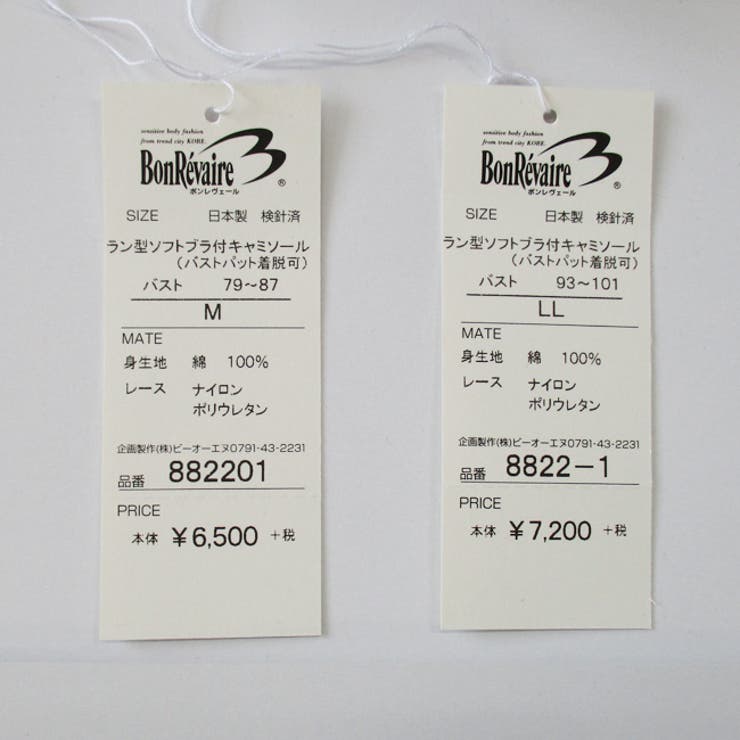 sensitive body fashion
from trend city KOBE.
BonRévaire
ボンレヴェール ®
SIZE 日本製 検針済
ラン型ソフトブラ付キャミソール
(バストパット着脱可)
バスト 79〜87
M
MATE
身生地 綿 100%
レース ナイロン
ポリウレタン
企画製作(株)ビーオーエヌ0791-43-2231
品番 882201
PRICE
本体 ¥6,500 +税
sensitive body fashion
from trend city KOBE.
BonRévaire
ボンレヴェール ®
SIZE 日本製 検針済
ラン型ソフトブラ付キャミソール
(バストパット着脱可)
バスト 93〜101
LL
MATE
身生地 綿 100%
レース ナイロン
ポリウレタン
企画製作(株)ビーオーエヌ0791-43-2231
品番 8822-1
PRICE
本体 ¥7,200 +税